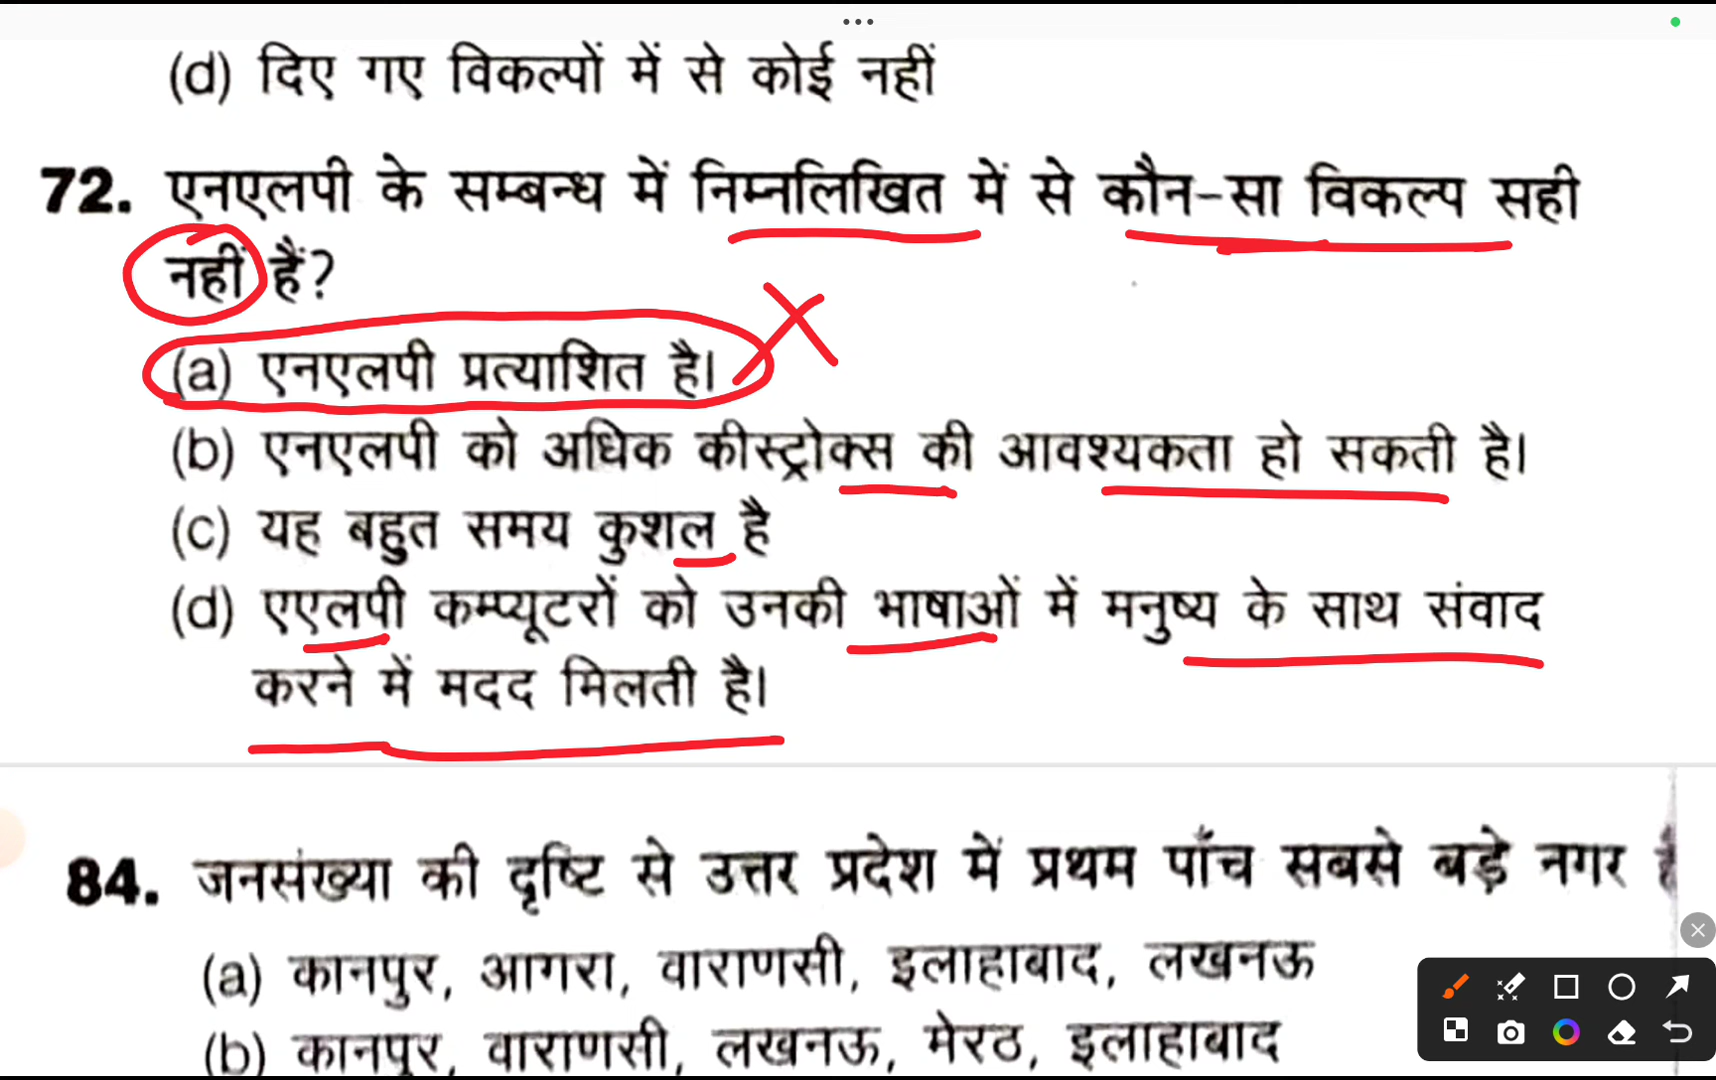 (d) दिए गए विकल्पों में से कोई नहीं
72. एनएलपी के सम्बन्ध में निम्नलिखित में से कौन-सा विकल्प सही
नहीं हैं?
(a) एनएलपी प्रत्याशित है।
(b) एनएलपी को अधिक कीस्ट्रोक्स की आवश्यकता हो सकती है।
(c) यह बहुत समय कुशल है
(d) एएलपी कम्प्यूटरों को उनकी भाषाओं में मनुष्य के साथ संवाद
करने में मदद मिलती है।
84. जनसंख्या की दृष्टि से उत्तर प्रदेश में प्रथम पाँच सबसे बड़े नगर
(a) कानपुर, आगरा, वाराणसी, इलाहाबाद, लखनऊ
(b) कानपुर, वाराणसी, लखनऊ, मेरठ, इलाहाबाद